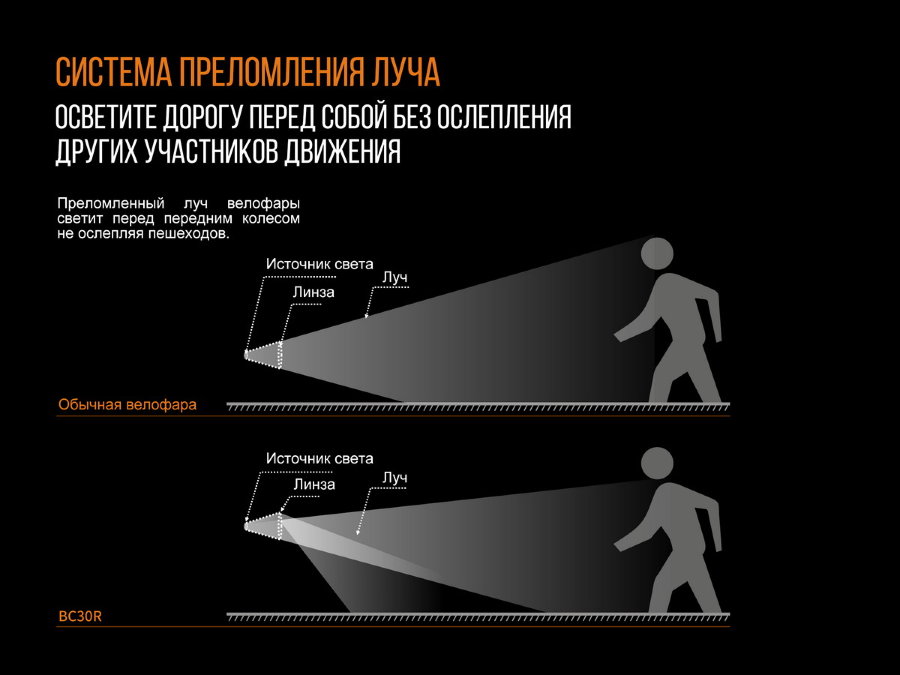 СИСТЕМА ПРЕЛОМЛЕНИЯ ЛУЧА
ОСВЕТИТЕ ДОРОГУ ПЕРЕД СОБОЙ БЕЗ ОСЛЕПЛЕНИЯ
ДРУГИХ УЧАСТНИКОВ ДВИЖЕНИЯ
Преломленный луч велофары
светит перед передним колесом
не ослепляя пешеходов.
Источник света
Линза
Луч
Обычная велофара
Источник света
Линза
Луч
BC30R